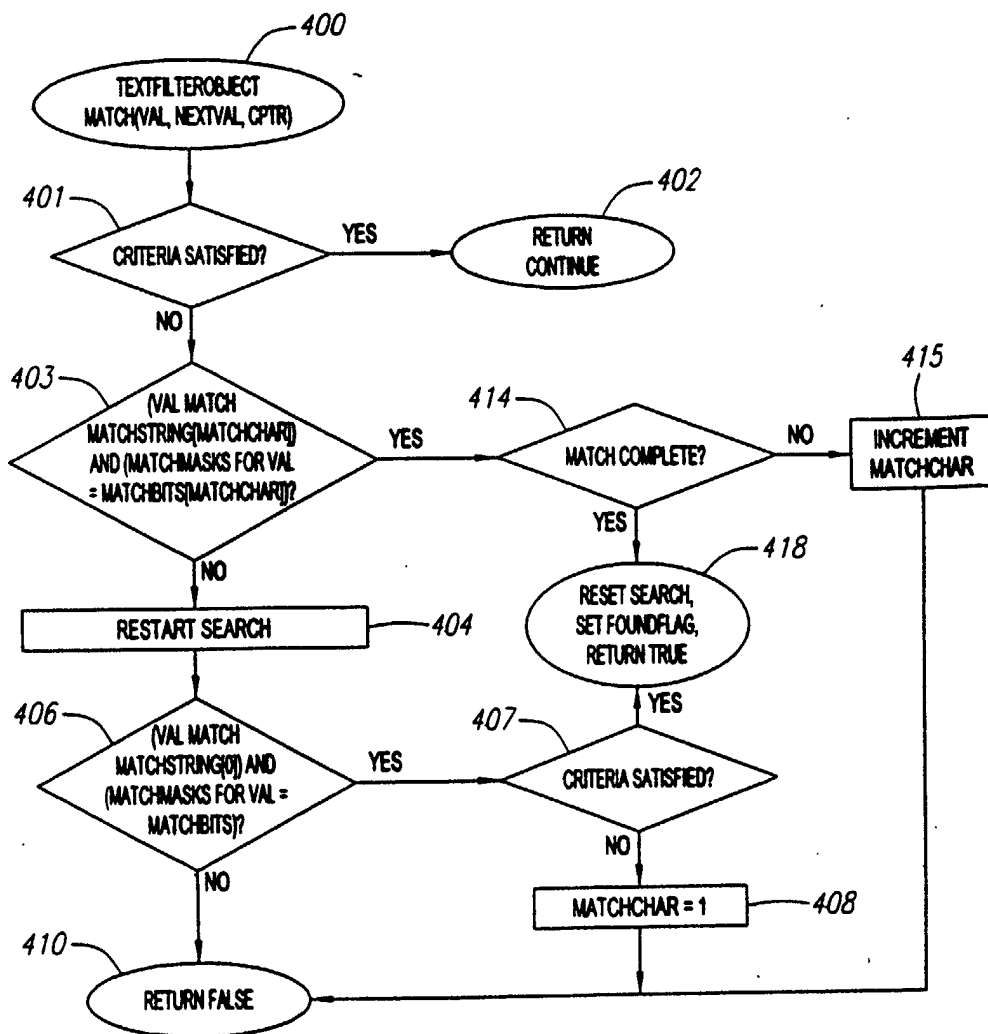 400
TEXTFILTEROBJECT
MATCH(VAL, NEXTVAL, CPTR)
401
CRITERIA SATISFIED?
YES
402
RETURN
CONTINUE
NO
403
(VAL MATCH
MATCHSTRING[MATCHCHAR])
AND (MATCHMASKS FOR VAL
= MATCHBITS[MATCHCHAR])?
YES
414
MATCH COMPLETE?
NO
415
INCREMENT
MATCHCHAR
YES
418
RESET SEARCH,
SET FOUNDFLAG,
RETURN TRUE
NO
RESTART SEARCH
404
406
(VAL MATCH
MATCHSTRING[0]) AND
(MATCHMASKS FOR VAL =
MATCHBITS)?
YES
407
YES
CRITERIA SATISFIED?
NO
MATCHCHAR = 1
408
NO
410
RETURN FALSE